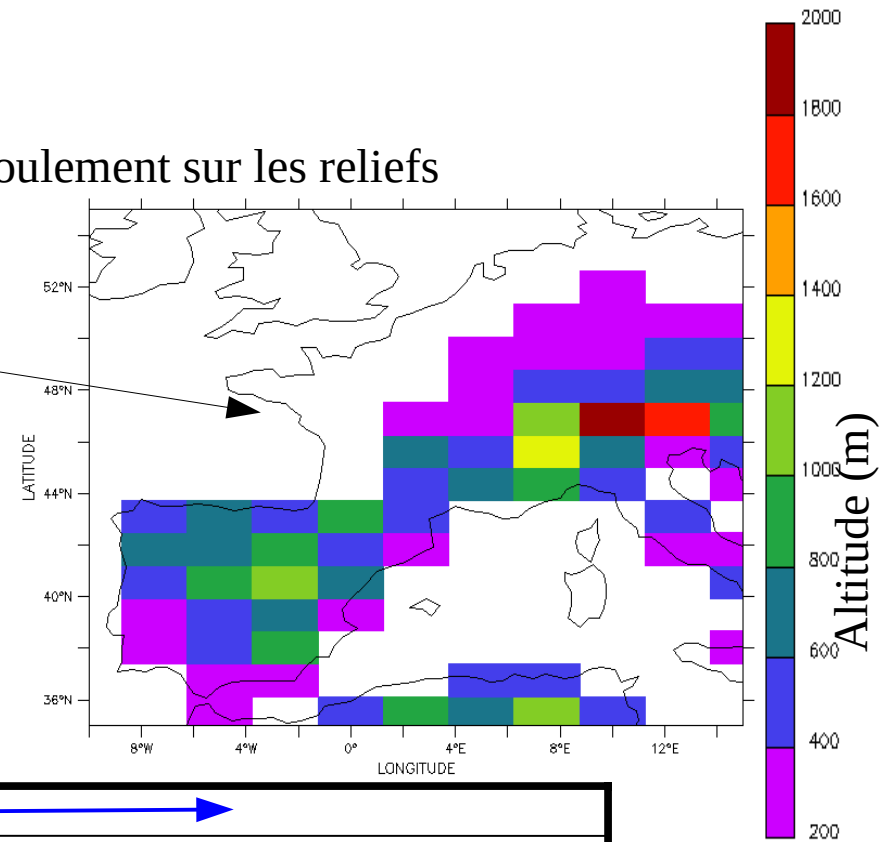 oulement sur les reliefs
52°N
48°N
44°N
40°N
36°N
LATITUDE
8°W 4°W 0° 4°E 8°E 12°E
LONGITUDE
2000
1800
1600
1400
1200
1000
800
600
400
200
Altitude (m)